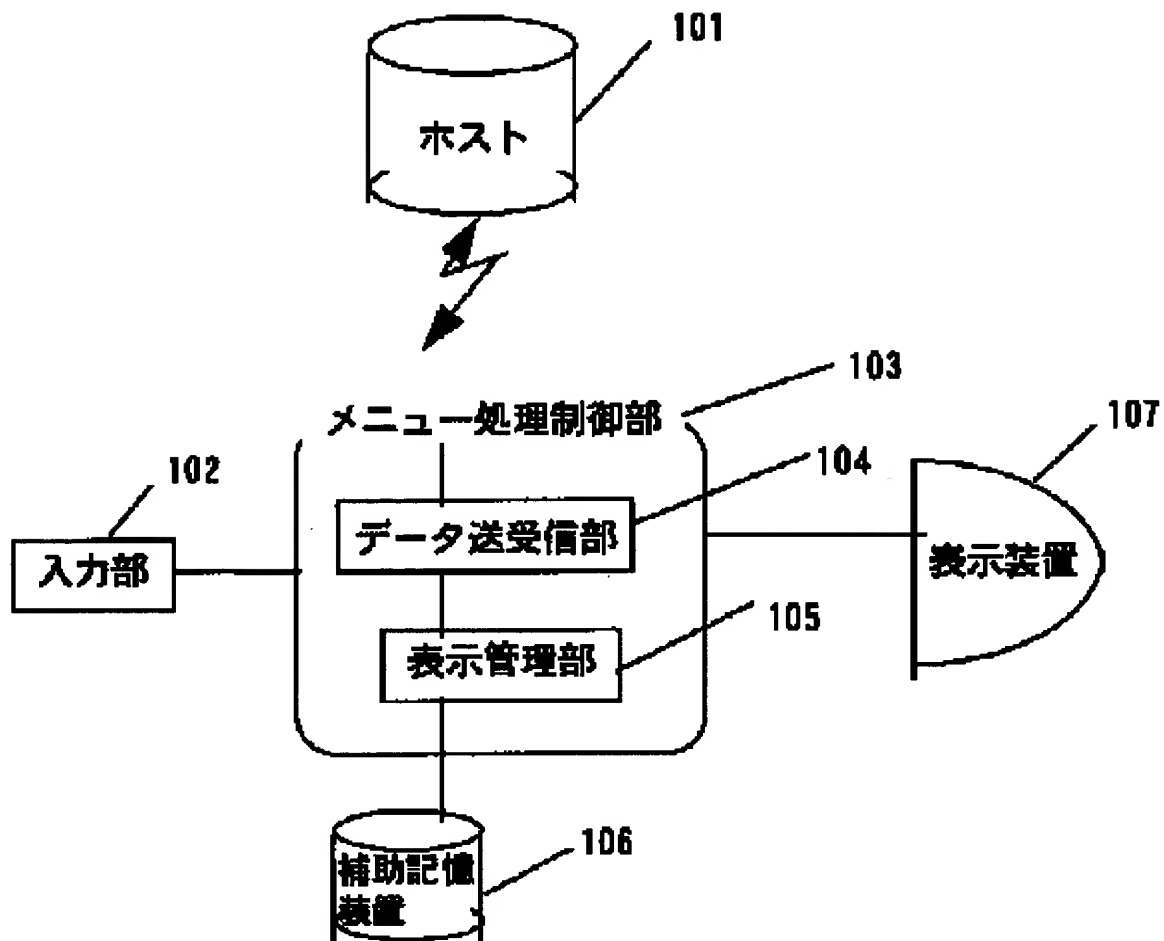 101
ホスト
103
メニュー処理制御部
107
102
104
データ送受信部
入力部
表示装置
105
表示管理部
106
補助記憶
装置